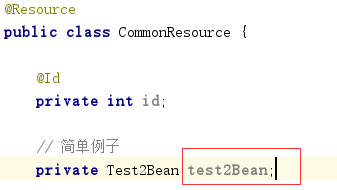 @Resource
public class CommonResource {
@Id
private int id;
// 简单例子
private Test2Bean test2Bean;